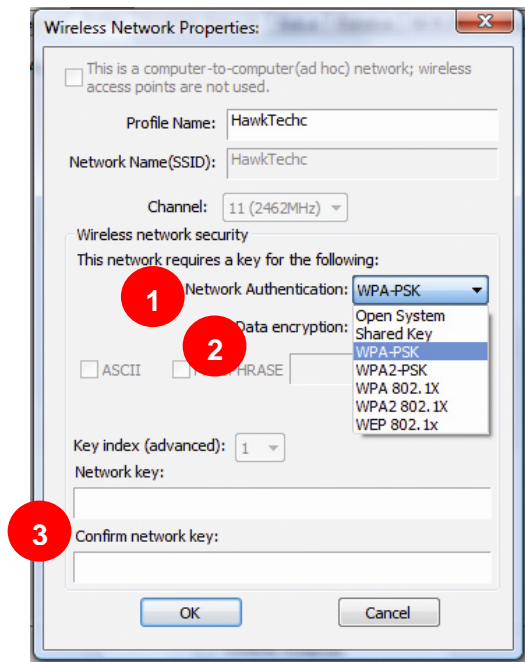 Wireless Network Properties:
This is a computer-to-computer(ad hoc) network; wireless
access points are not used.
Profile Name: HawkTechc
Network Name(SSID): HawkTechc
Channel: 11 (2462MHz)
Wireless network security
This network requires a key for the following:
1
Network Authentication: WPA-PSK
Open System
Shared Key
WPA-PSK
WPA2-PSK
WPA 802.1X
WPA2 802.1X
WEP 802.1x
2
Data encryption:
ASCII
Key index (advanced): 1
Network key:
3
Confirm network key:
OK
Cancel